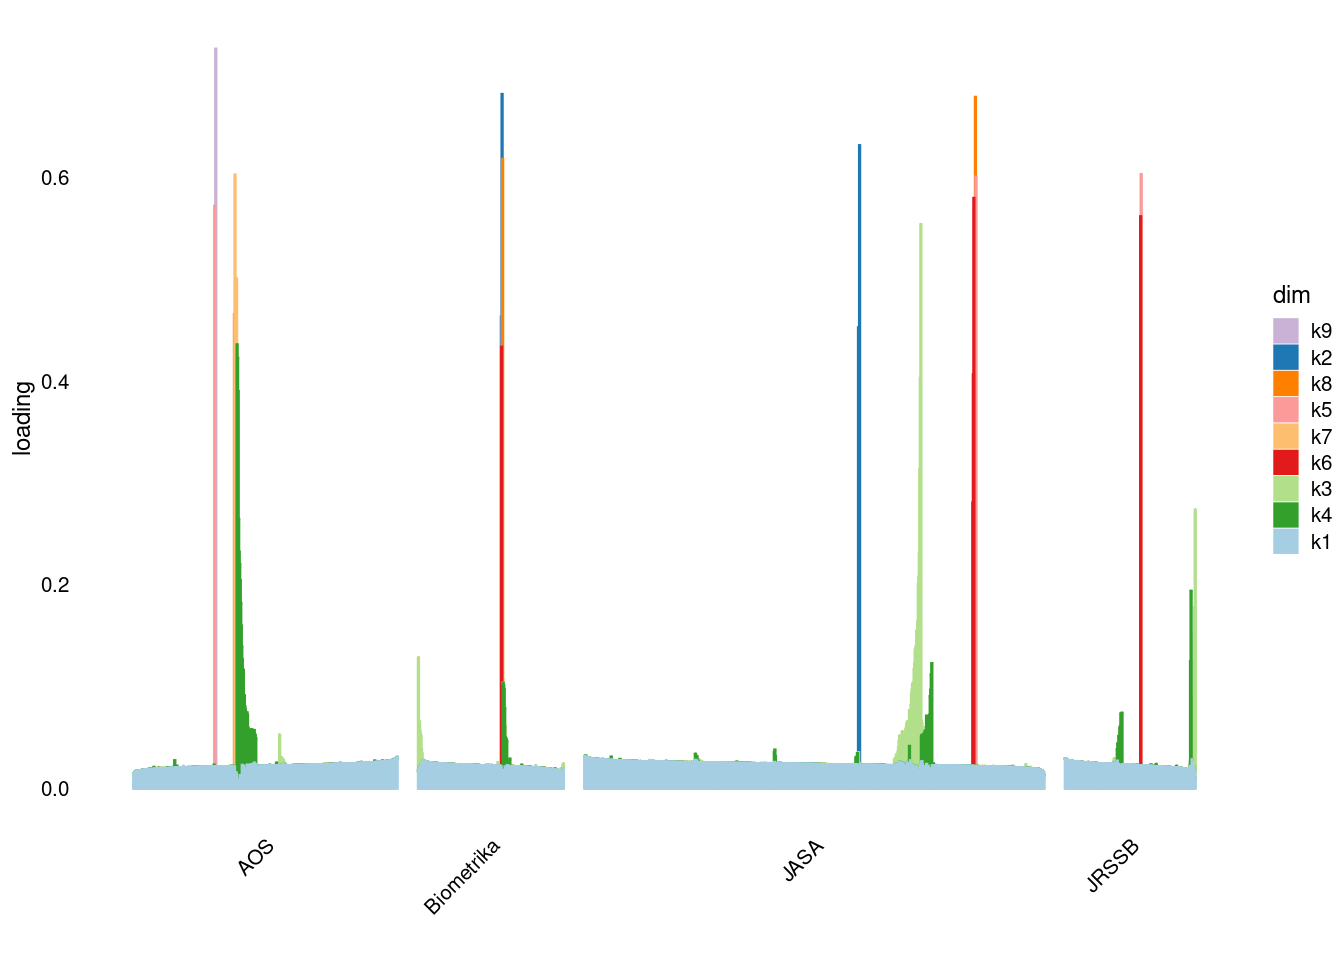 0.6
0.4
0.2
0.0
loading
AOS
Biometrika
JASA
JRSSB
dim
k9
k2
k8
k5
k7
k6
k3
k4
k1